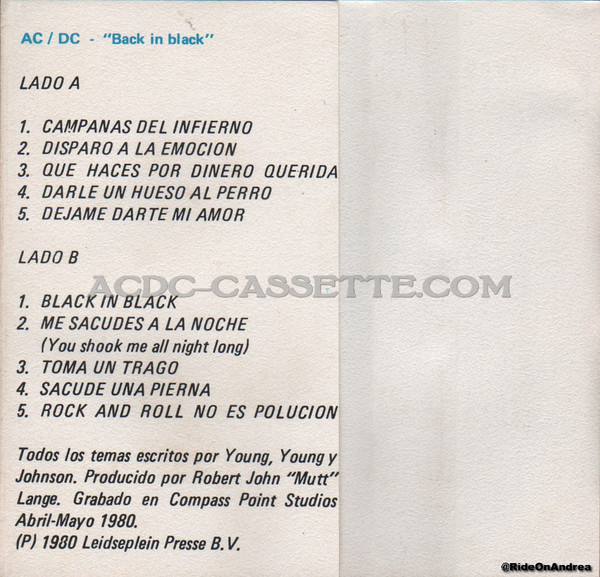 AC / DC - "Back in black"
LADO A
1. CAMPANAS DEL INFIERNO
2. DISPARO A LA EMOCION
3. QUE HACES POR DINERO QUERIDA
4. DARLE UN HUESO AL PERRO
5. DEJAME DARTE MI AMOR
LADO B
ACDC-CASSETTE.COM
1. BLACK IN BLACK
2. ME SACUDES A LA NOCHE
(You shook me all night long)
3. TOMA UN TRAGO
4. SACUDE UNA PIERNA
5. ROCK AND ROLL NO ES POLUCION
Todos los temas escritos por Young, Young y
Johnson. Producido por Robert John "Mutt"
Lange. Grabado en Compass Point Studios
Abril-Mayo 1980.
(P) 1980 Leidseplein Presse B.V.
@RideOnAndrea